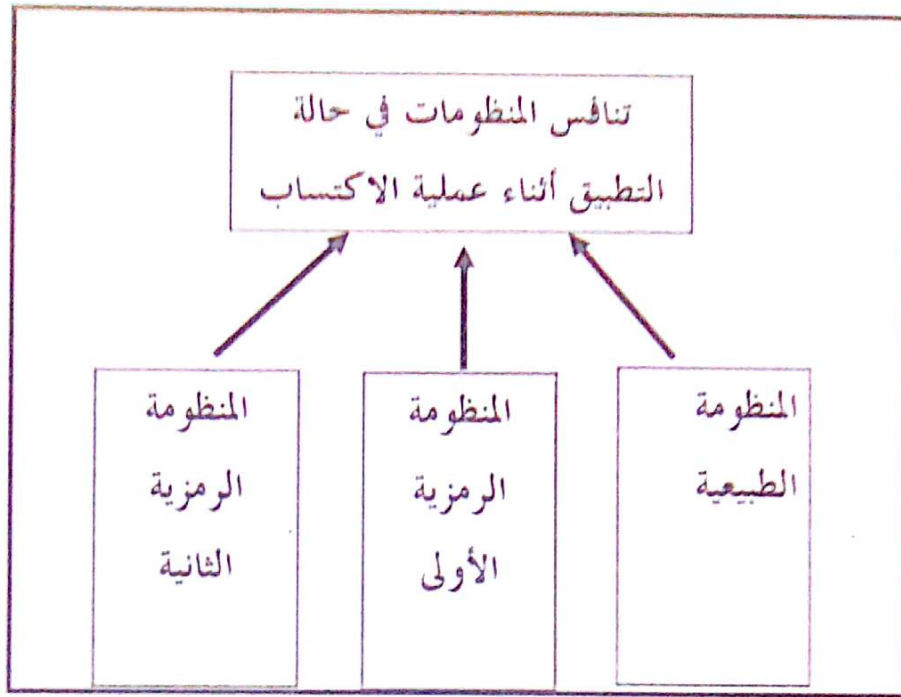 تنافس المنظومات في حالة
التطبيق أثناء عملية الاكتساب
المنظومة
الطبيعية
المنظومة
الرمزية
الأولى
المنظومة
الرمزية
الثانية